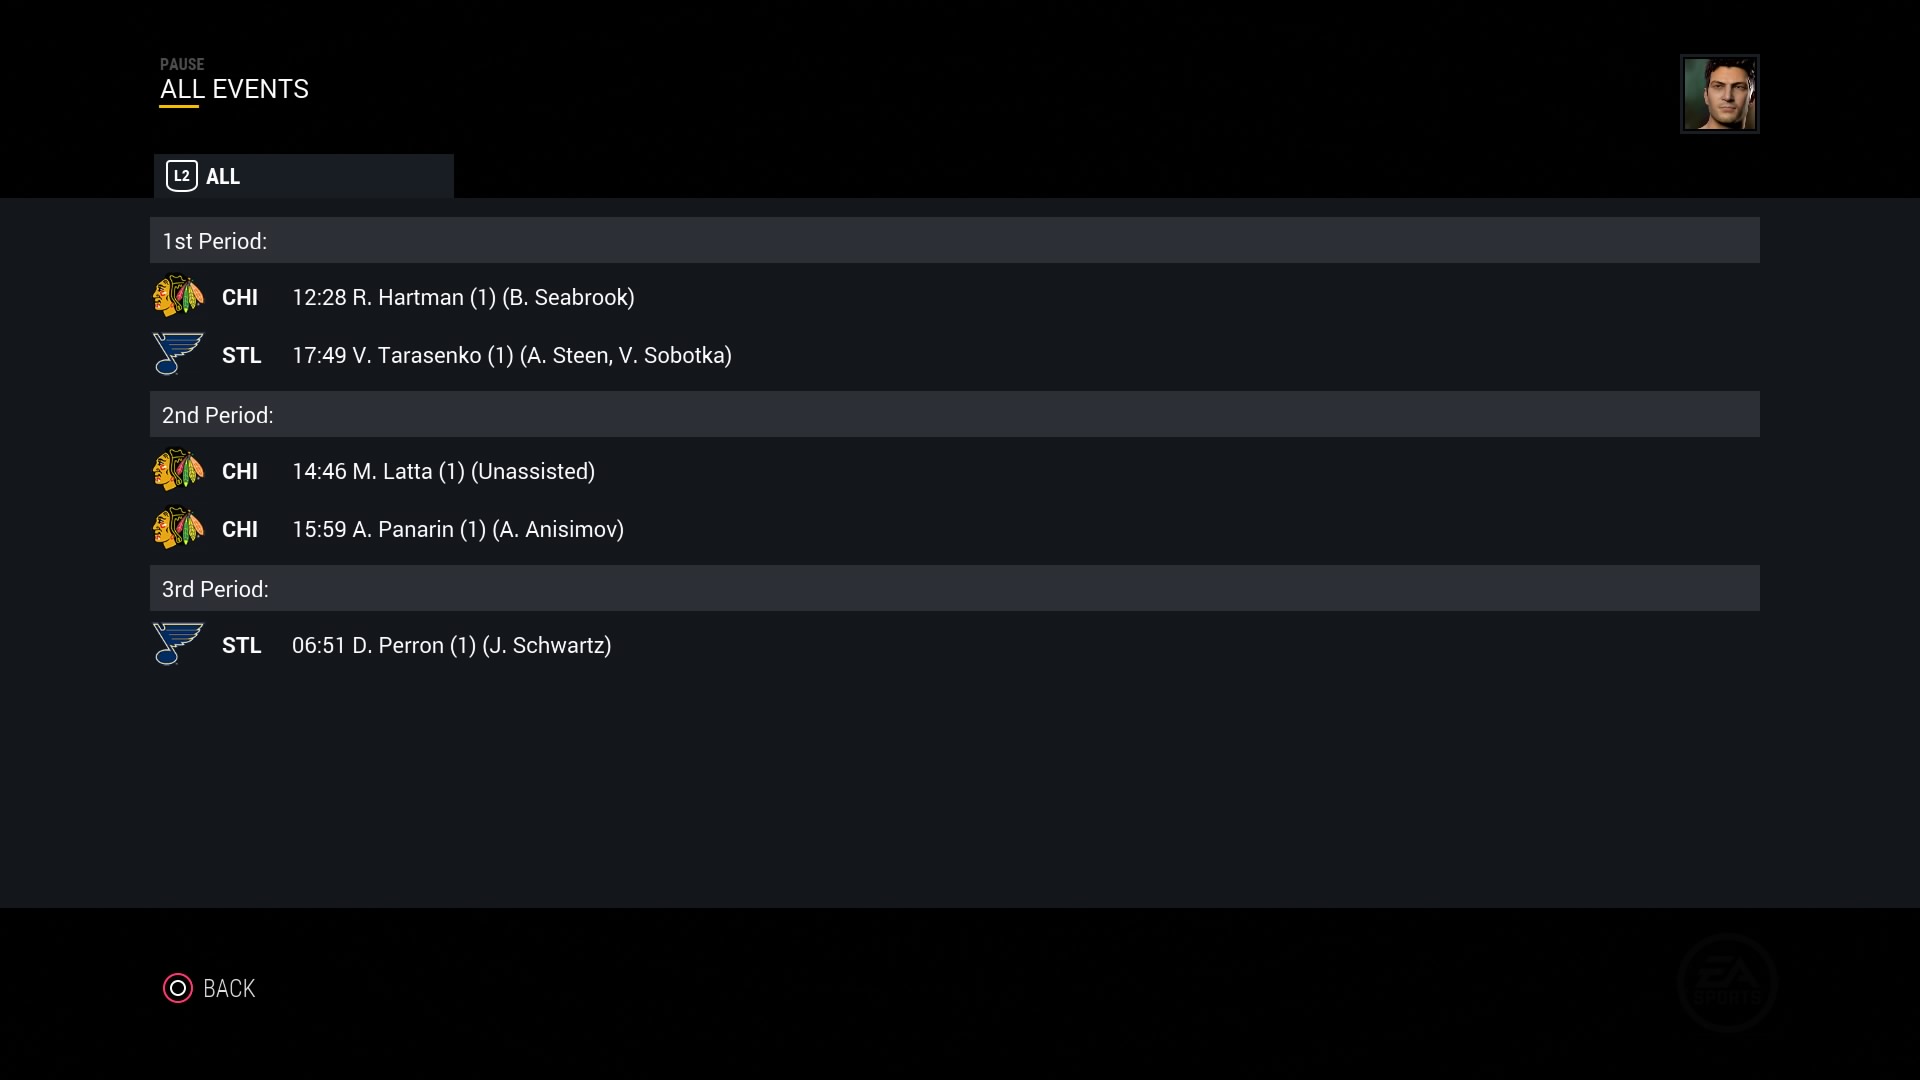 PAUSE
ALL EVENTS
L2 ALL
1st Period:
CHI 12:28 R. Hartman (1) (B. Seabrook)
STL 17:49 V. Tarasenko (1) (A. Steen, V. Sobotka)
2nd Period:
CHI 14:46 M. Latta (1) (Unassisted)
CHI 15:59 A. Panarin (1) (A. Anisimov)
3rd Period:
STL 06:51 D. Perron (1) (J. Schwartz)
BACK
EA
SPORTS